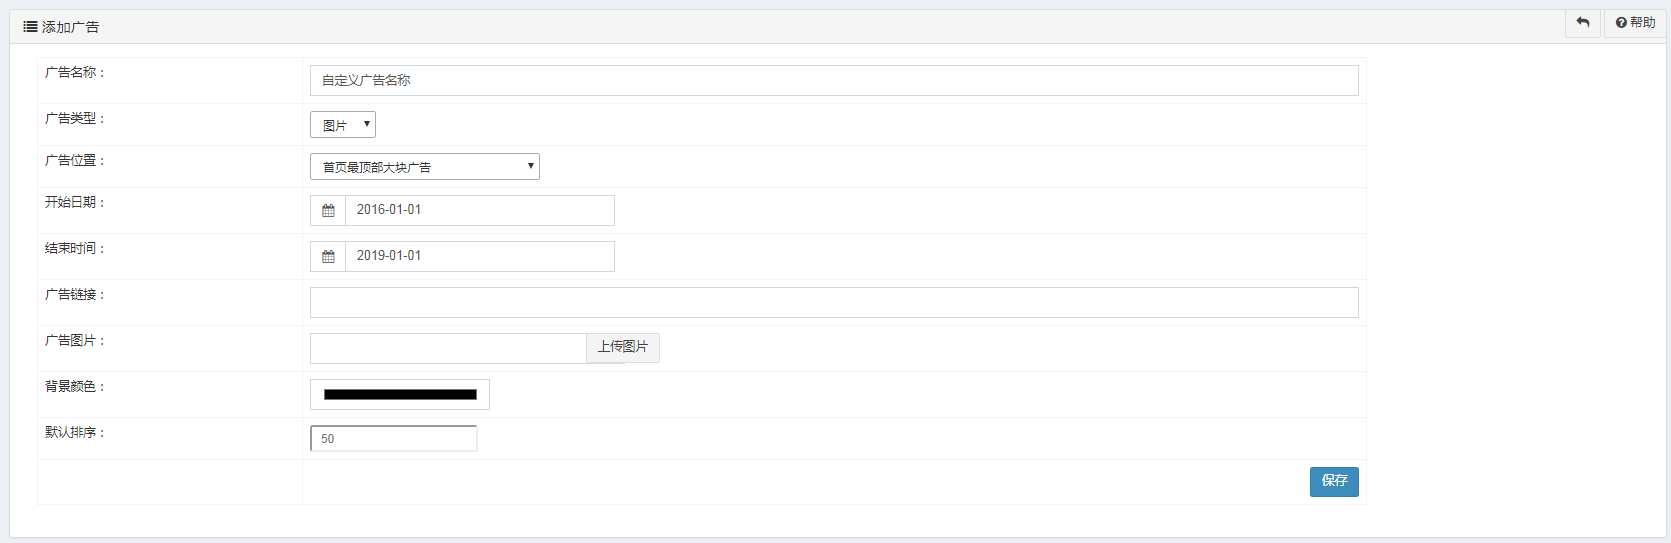 添加广告
帮助
广告名称：
自定义广告名称
广告类型：
图片
广告位置：
首页最顶部大块广告
开始日期：
2016-01-01
结束时间：
2019-01-01
广告链接：
广告图片：
上传图片
背景颜色：
默认排序：
50
保存